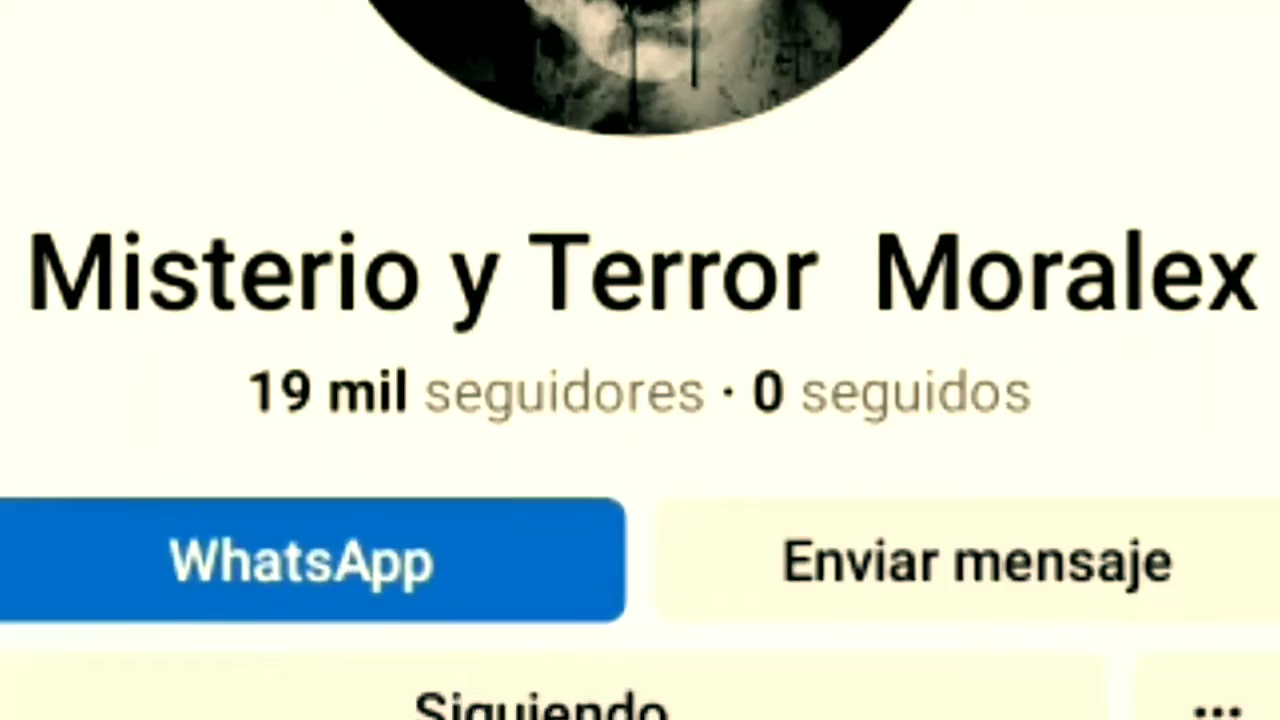 Misterio y Terror Moralex
19 mil seguidores · 0 seguidos
WhatsApp
Enviar mensaje
Siguiendo
...